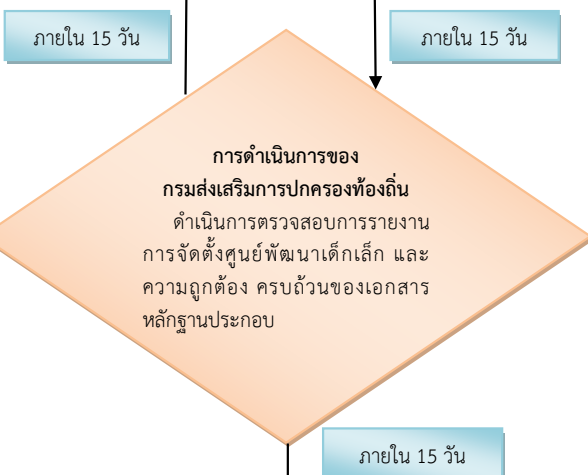 ภายใน 15 วัน
ภายใน 15 วัน
การดำเนินการของ
กรมส่งเสริมการปกครองท้องถิ่น
ดำเนินการตรวจสอบการรายงาน
การจัดตั้งศูนย์พัฒนาเด็กเล็ก และ
ความถูกต้อง ครบถ้วนของเอกสาร
หลักฐานประกอบ
ภายใน 15 วัน